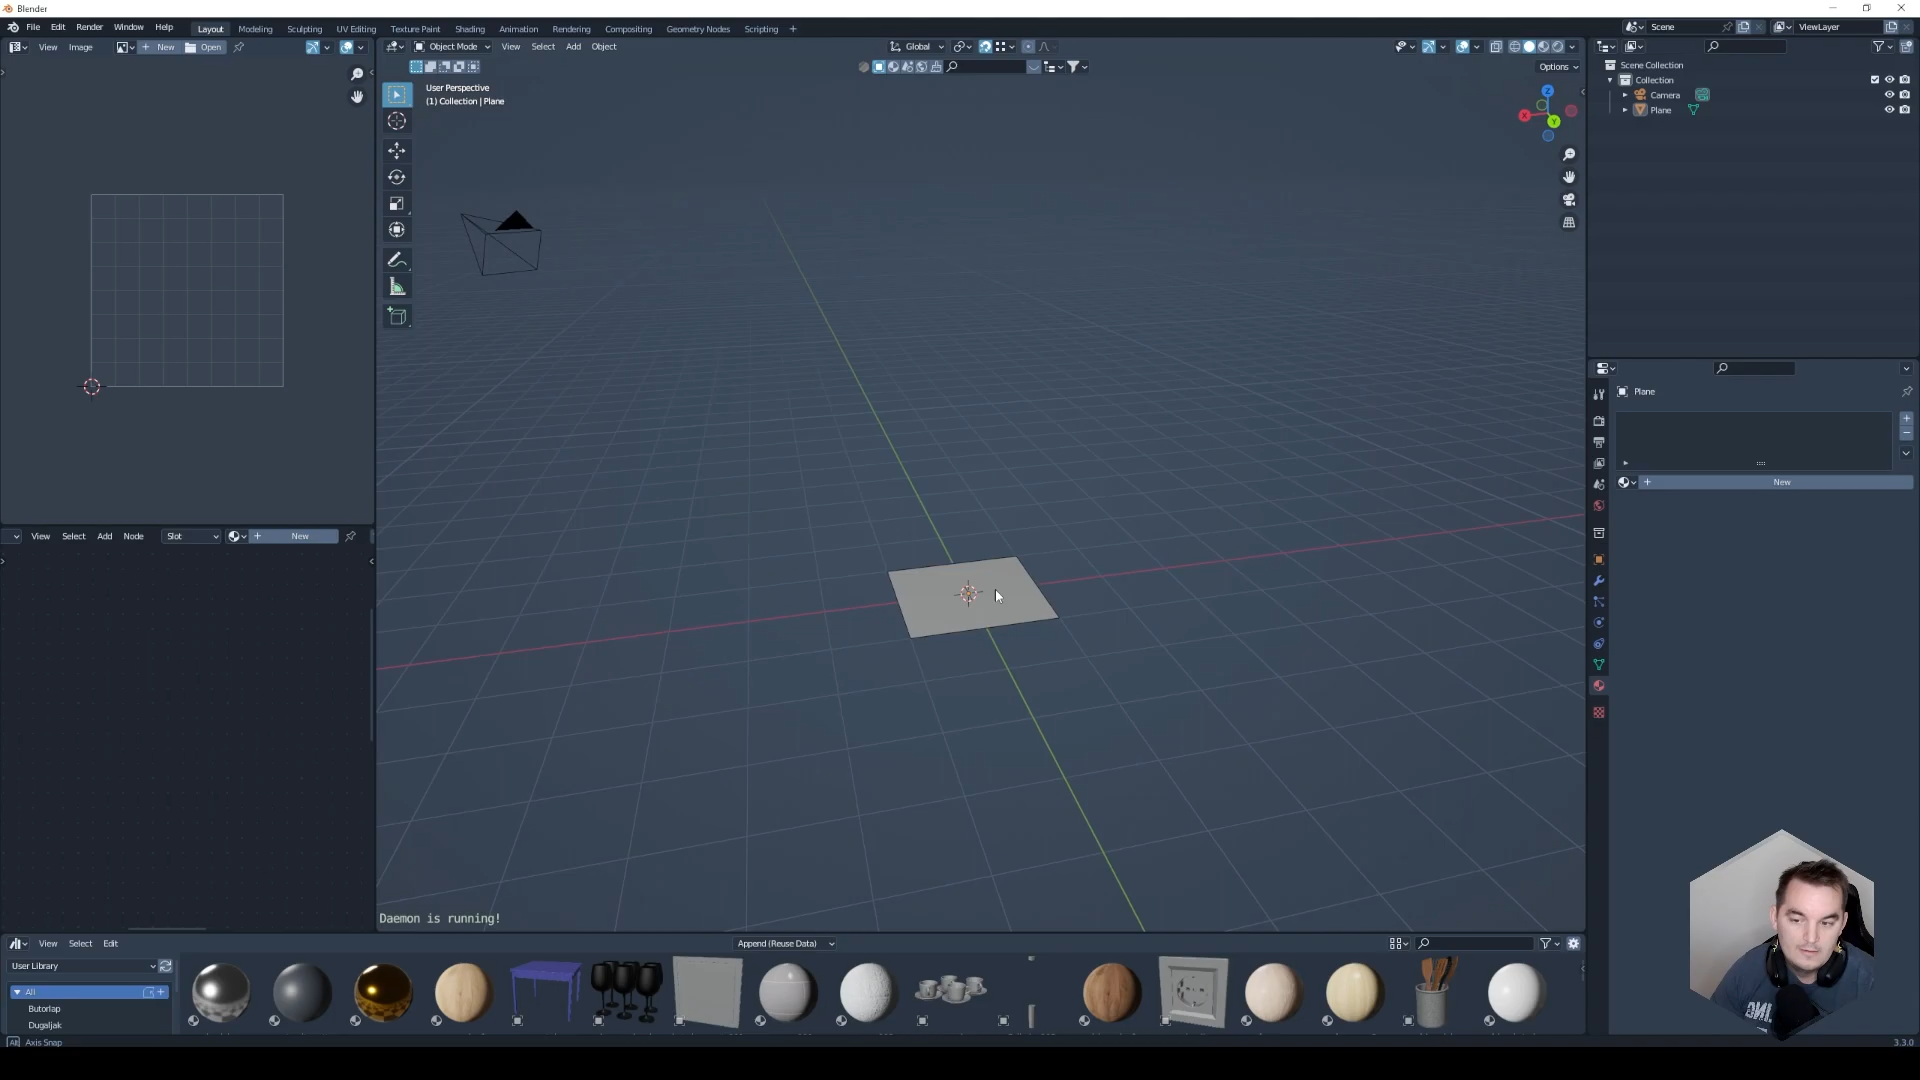 Blender
File Edit Render Window Help
Layout Modeling Sculpting UV Editing Texture Paint Shading Animation Rendering Compositing Geometry Nodes Scripting +
Scene
ViewLayer
View Image + New Open
Object Mode View Select Add Object
Global
Options
User Perspective
(1) Collection | Plane
Z
X
Y
Scene Collection
Collection
Camera
Plane
Plane
+ New
View Select Add Node Slot + New
Daemon is running!
View Select Edit
Append (Reuse Data)
User Library
All
Butorlap
Dugaljak
Alt Axis Snap
3.3.0